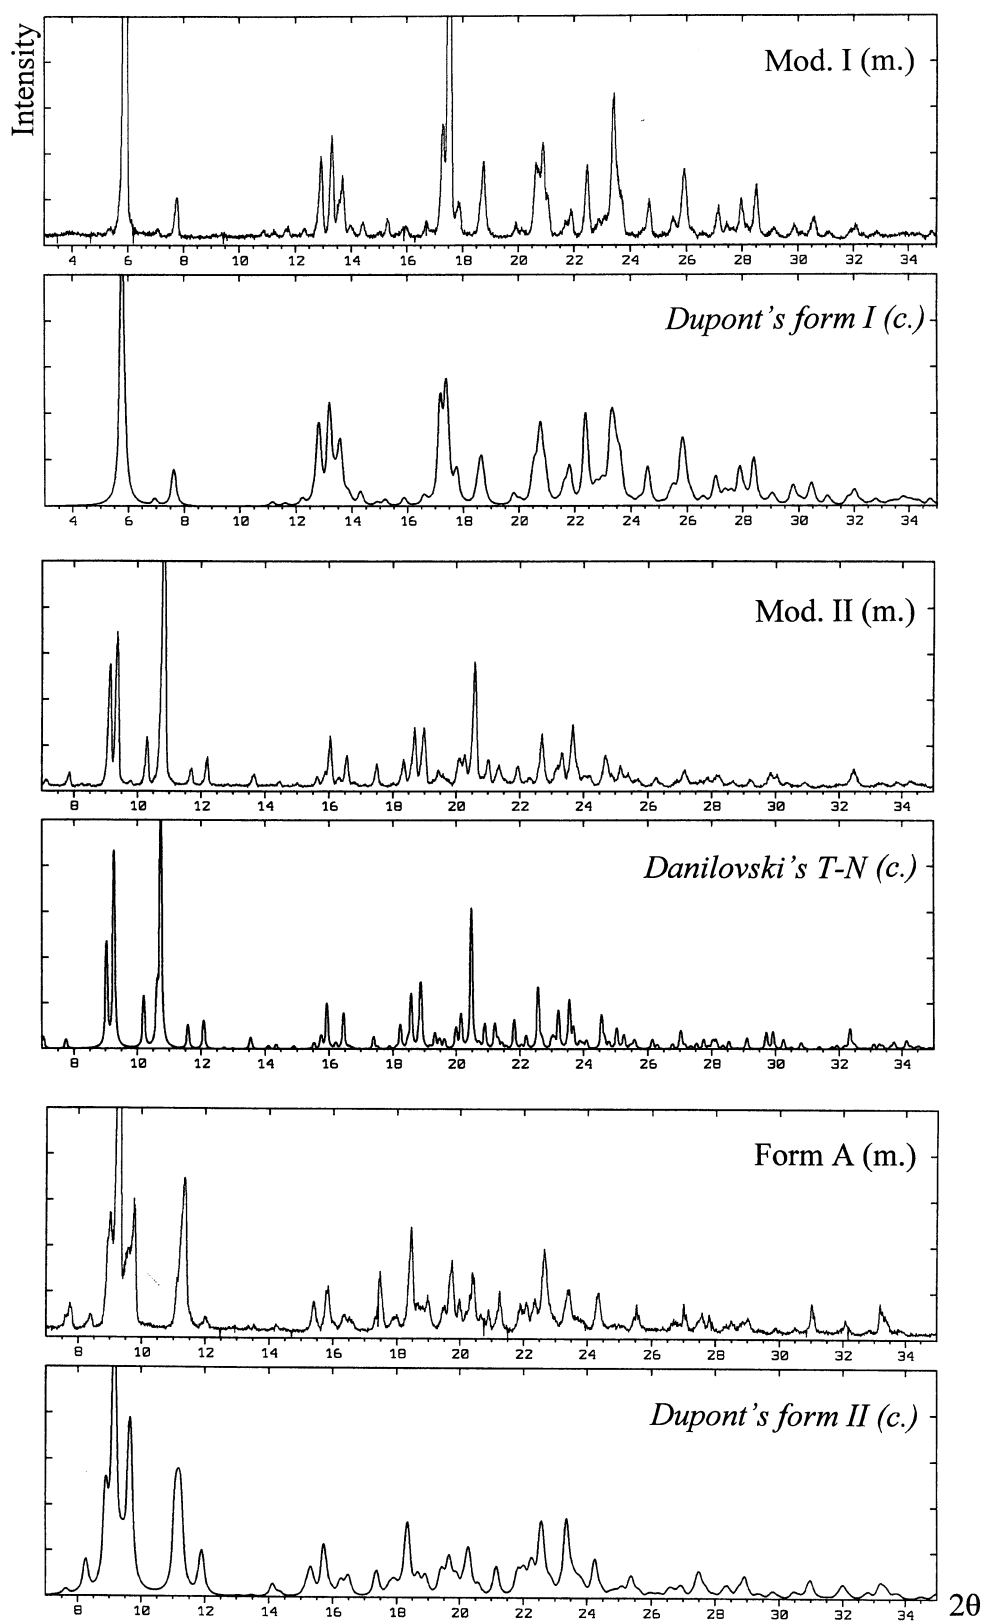 Intensity
Mod. I (m.)
4 6 8 10 12 14 16 18 20 22 24 26 28 30 32 34
Dupont's form I (c.)
4 6 8 10 12 14 16 18 20 22 24 26 28 30 32 34
Mod. II (m.)
8 10 12 14 16 18 20 22 24 26 28 30 32 34
Danilovski's T-N (c.)
8 10 12 14 16 18 20 22 24 26 28 30 32 34
Form A (m.)
8 10 12 14 16 18 20 22 24 26 28 30 32 34
Dupont's form II (c.)
8 10 12 14 16 18 20 22 24 26 28 30 32 34 2θ